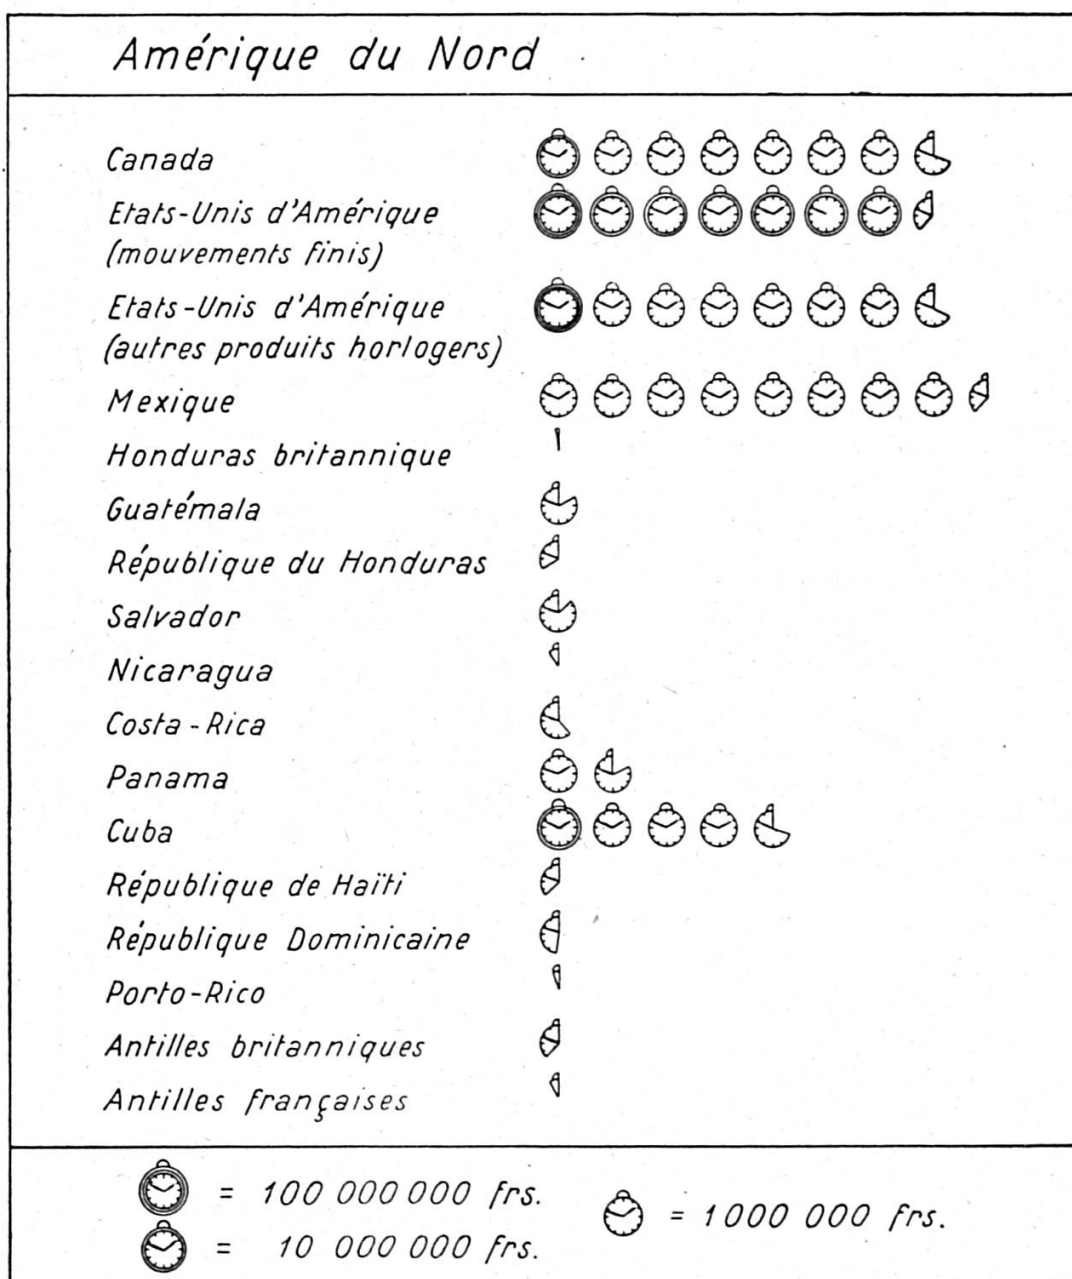 Amérique du Nord
Canada
Etats-Unis d'Amérique
(mouvements finis)
Etats-Unis d'Amérique
(autres produits horlogers)
Mexique
Honduras britannique
Guatémala
République du Honduras
Salvador
Nicaragua
Costa-Rica
Panama
Cuba
République de Haïti
République Dominicaine
Porto-Rico
Antilles britanniques
Antilles françaises
= 100 000 000 frs.
= 10 000 000 frs.
= 1000 000 frs.